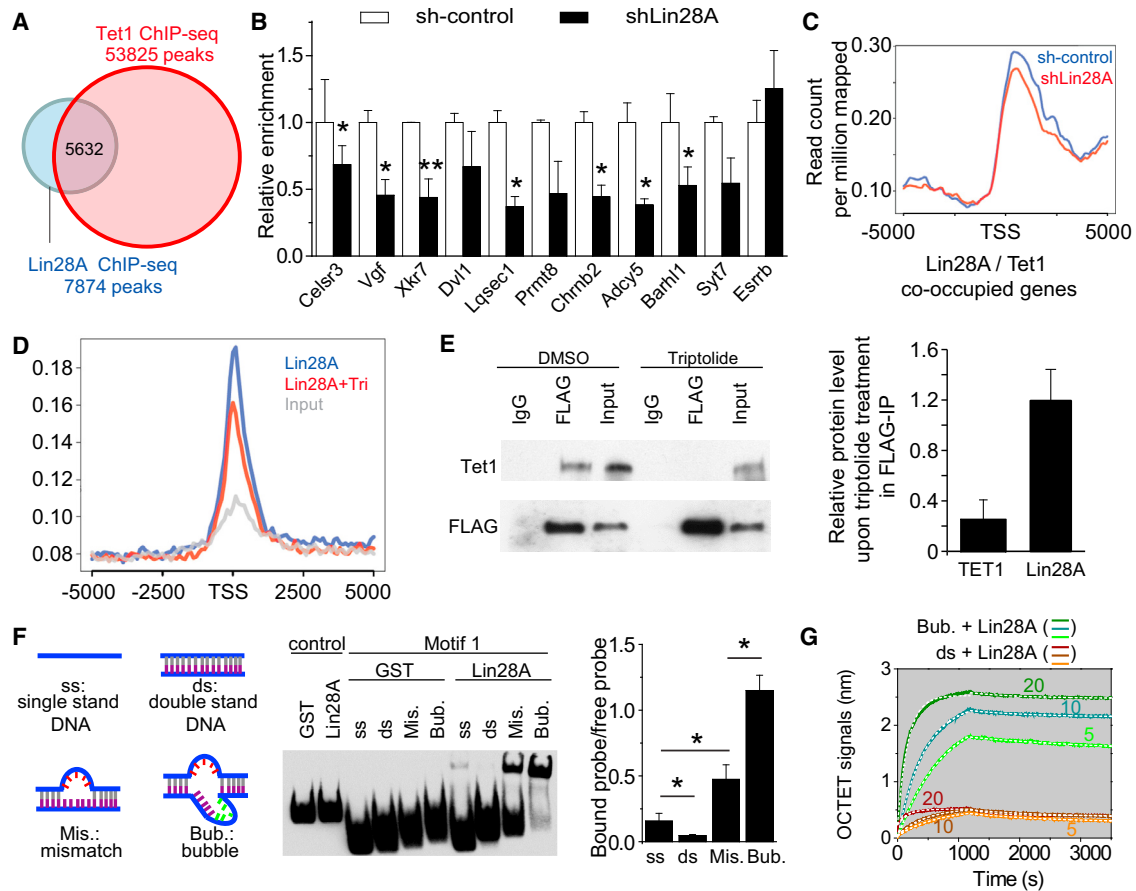 A
Tet1 ChIP-seq
53825 peaks
5632
Lin28A ChIP-seq
7874 peaks
B
sh-control
shLin28A
Relative enrichment
1.5
1.0
0.5
0.0
*
*
**
*
*
*
*
Celsr3
Vgf
Xkr7
Dvl1
Lqsec1
Prmt8
Chrnb2
Adcy5
Barhl1
Syt7
Esrrb
C
Read count
per million mapped
0.30
0.20
0.10
sh-control
shLin28A
-5000
TSS
5000
Lin28A / Tet1
co-occupied genes
D
0.18
0.16
0.14
0.12
0.10
0.08
Lin28A
Lin28A+Tri
Input
-5000
-2500
TSS
2500
5000
E
DMSO
Triptolide
IgG
FLAG
Input
IgG
FLAG
Input
Tet1
FLAG
Relative protein level
upon triptolide treatment
in FLAG-IP
1.6
1.2
0.8
0.4
0
TET1
Lin28A
F
ss:
single stand
DNA
ds:
double stand
DNA
Mis.:
mismatch
Bub.:
bubble
control
Motif 1
GST
Lin28A
GST
Lin28A
ss
ds
Mis.
Bub.
ss
ds
Mis.
Bub.
Bound probe/free probe
1.5
1.0
0.5
0.0
*
*
*
ss
ds
Mis.
Bub.
G
Bub. + Lin28A ( )
ds + Lin28A ( )
OCTET signals (nm)
3
2
1
0
20
10
5
20
10
5
0
1000
2000
3000
Time (s)